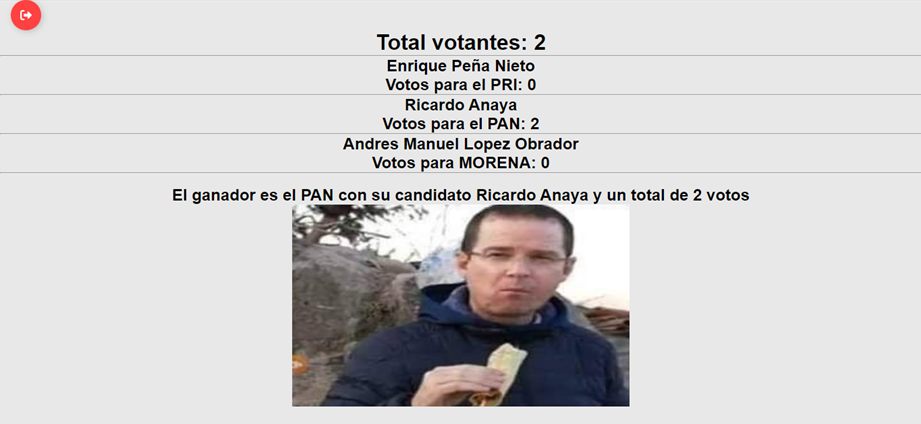 Total votantes: 2
Enrique Peña Nieto
Votos para el PRI: 0
Ricardo Anaya
Votos para el PAN: 2
Andres Manuel Lopez Obrador
Votos para MORENA: 0
El ganador es el PAN con su candidato Ricardo Anaya y un total de 2 votos